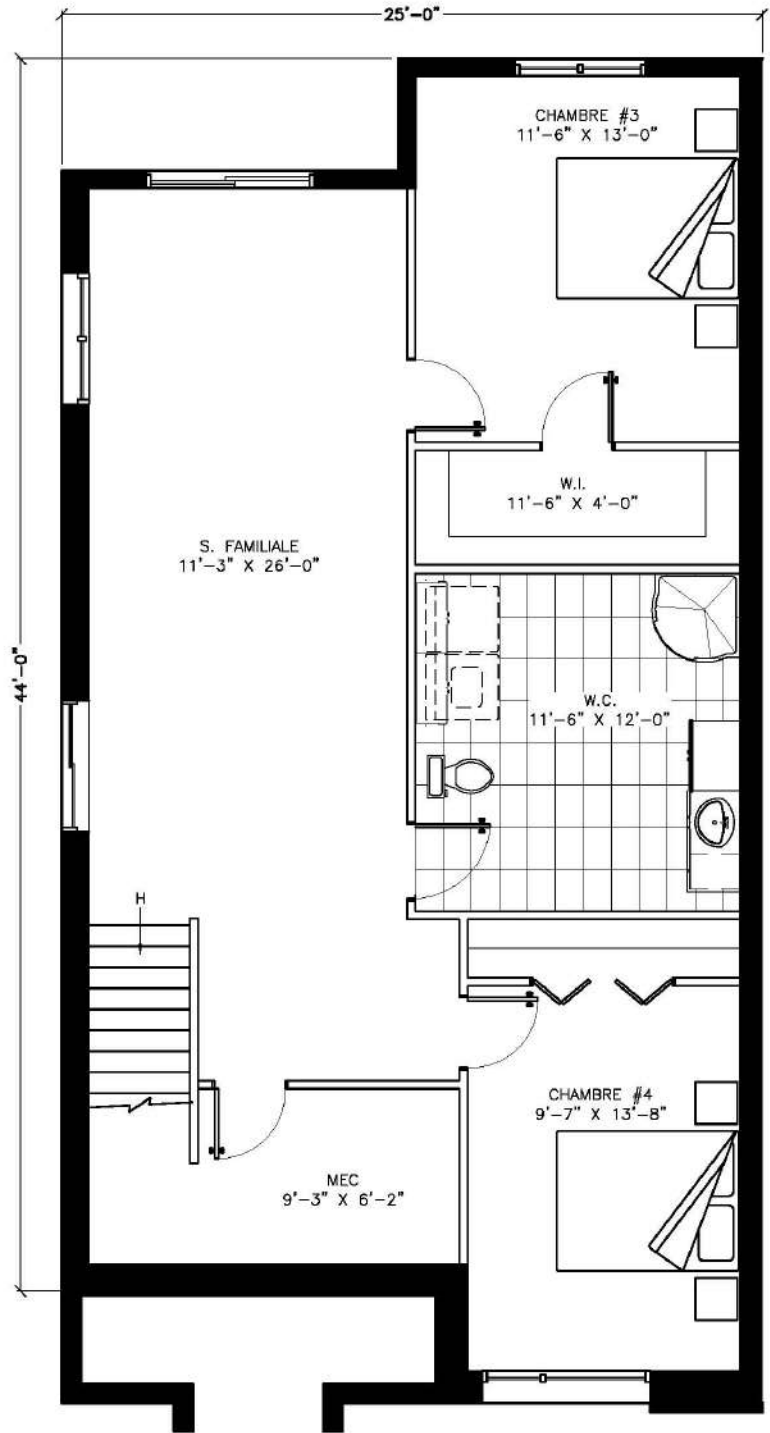 25'-0"
CHAMBRE #3
11'-6" X 13'-0"
W.I.
11'-6" X 4'-0"
S. FAMILIALE
11'-3" X 26'-0"
44'-0"
W.C.
11'-6" X 12'-0"
H
CHAMBRE #4
9'-7" X 13'-8"
MEC
9'-3" X 6'-2"